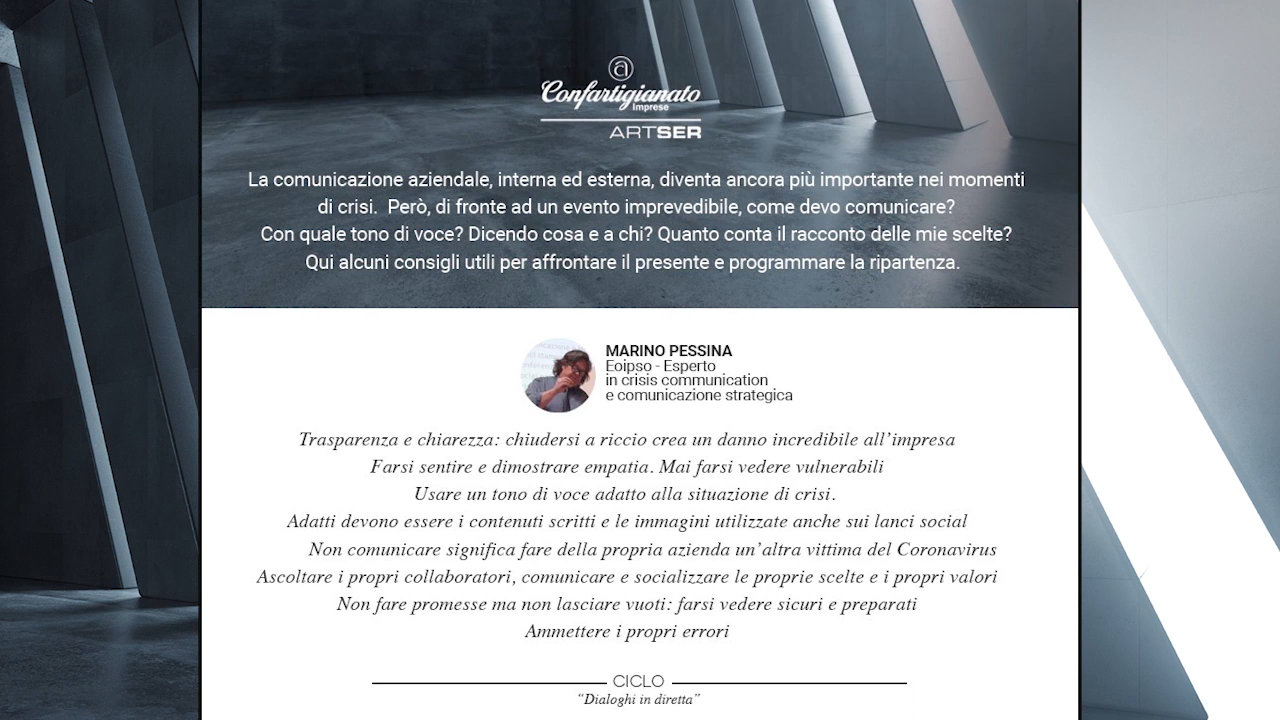 Confartigianato
Imprese
ARTSER
La comunicazione aziendale, interna ed esterna, diventa ancora più importante nei momenti
di crisi. Però, di fronte ad un evento imprevedibile, come devo comunicare?
Con quale tono di voce? Dicendo cosa e a chi? Quanto conta il racconto delle mie scelte?
Qui alcuni consigli utili per affrontare il presente e programmare la ripartenza.
MARINO PESSINA
Eoipso - Esperto
in crisis communication
e comunicazione strategica
Trasparenza e chiarezza: chiudersi a riccio crea un danno incredibile all'impresa
Farsi sentire e dimostrare empatia. Mai farsi vedere vulnerabili
Usare un tono di voce adatto alla situazione di crisi.
Adatti devono essere i contenuti scritti e le immagini utilizzate anche sui lanci social
Non comunicare significa fare della propria azienda un'altra vittima del Coronavirus
Ascoltare i propri collaboratori, comunicare e socializzare le proprie scelte e i propri valori
Non fare promesse ma non lasciare vuoti: farsi vedere sicuri e preparati
Ammettere i propri errori
CICLO
“Dialoghi in diretta”